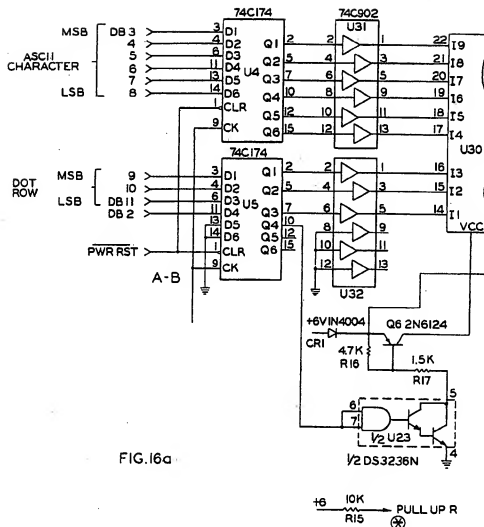 74C174
74C902
U31
MSB DB 3 3 D1 Q1 2 2 1 22 I9
4 4 D2 Q2 5 4 3 21 I8
ASCII CHARACTER
5 6 D3 Q3 7 6 5 20 I7
6 11 D4 U4 Q4 10 8 9 19 I6
7 13 D5 Q5 12 10 11 18 I5
LSB 8 14 D6 Q6 15 12 13 17 I4
U30
1 CLR
9 CK
74C174
MSB 9 3 D1 Q1 2 2 1 16 I3
DOT ROW
10 4 D2 Q2 5 4 3 15 I2
LSB DB 11 6 D3 U5 Q3 7 6 5 14 I1
DB 2 11 D4 Q4 10 8 9
13 D5 Q5 12 10 11
14 D6 Q6 15 12 13
VCC
PWR RST 1 CLR
U32
A-B 9 CK
+6V IN4004 Q6 2N6124
CR1
4.7K 1.5K
R16 R17
5
6
7
1/2 U23
4
1/2 DS3236N
FIG.16a
+6 10K PULL UP R
R15